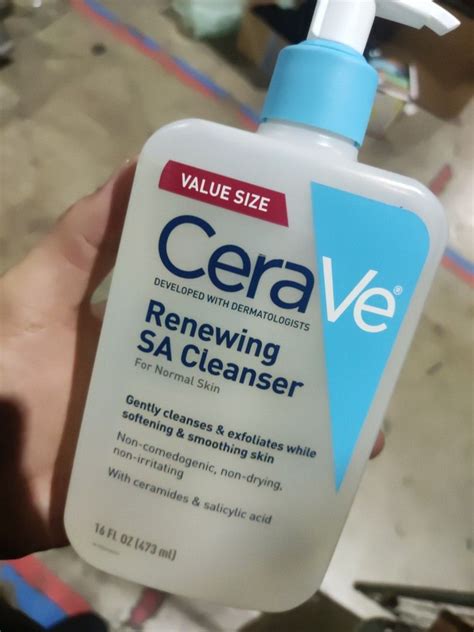 VALUE SIZE
CeraVe®
DEVELOPED WITH DERMATOLOGISTS
Renewing
SA Cleanser
For Normal Skin
Gently cleanses & exfoliates while
softening & smoothing skin
Non-comedogenic, non-drying,
non-irritating
With ceramides & salicylic acid
16 FL OZ (473 ml)